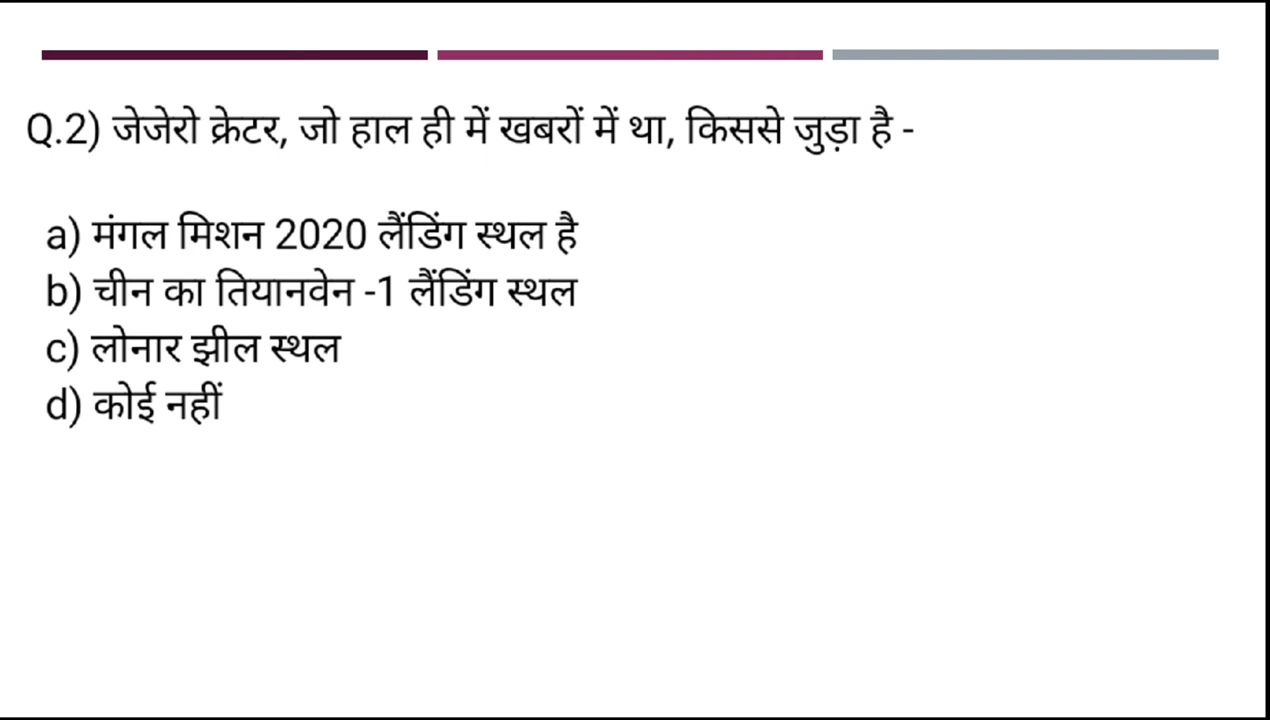 Q.2) जेजेरो क्रेटर, जो हाल ही में खबरों में था, किससे जुड़ा है -
a) मंगल मिशन 2020 लैंडिंग स्थल है
b) चीन का तियानवेन -1 लैंडिंग स्थल
c) लोनार झील स्थल
d) कोई नहीं